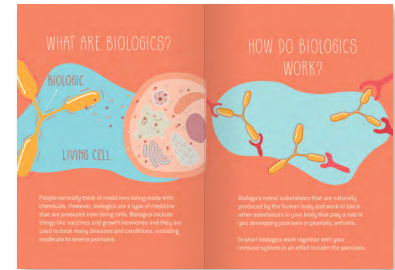 WHAT ARE BIOLOGICS?
BIOLOGIC
LIVING CELL
People normally think of medicines being made with
chemicals. However, biologics are a type of medicine
that are produced from living cells. Biologics include
things like vaccines and growth hormones and they are
used to treat many diseases and conditions, including
moderate to severe psoriasis.
HOW DO BIOLOGICS
WORK?
Biologics mimic substances that are naturally
produced by the human body and work to block
other substances in your body that play a role in
you developing psoriasis or psoriatic arthritis.
In short biologics work together with your
immune system in an effort to calm the psoriasis.